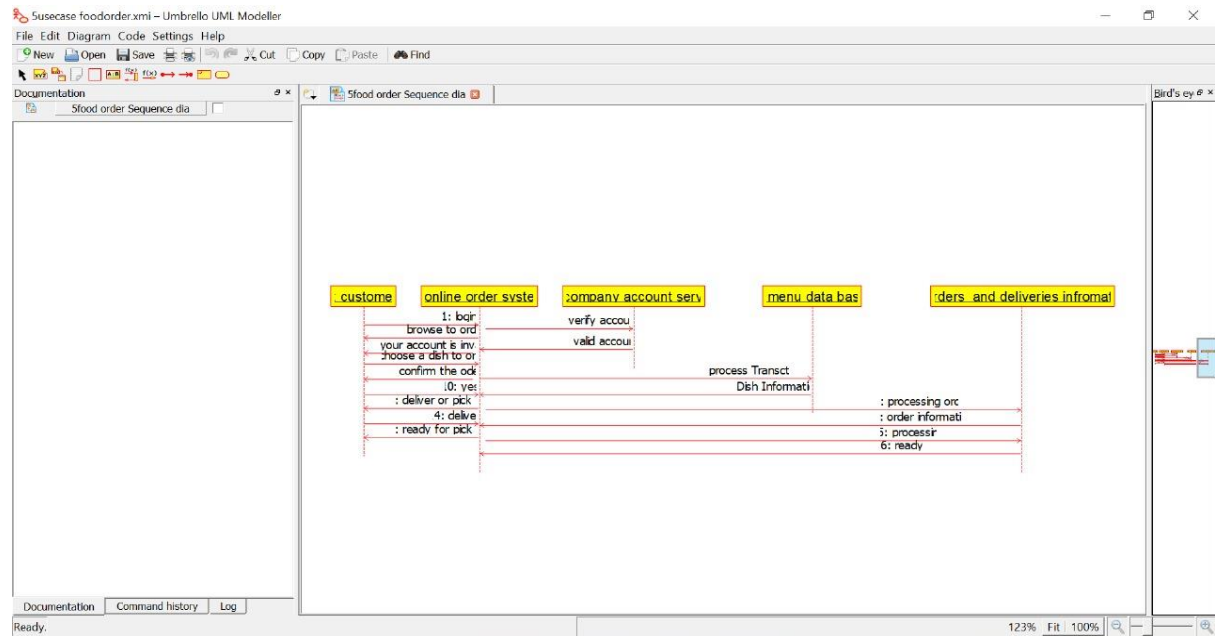 5usecase foodorder.xmi – Umbrello UML Modeller
File Edit Diagram Code Settings Help
New Open Save Cut Copy Paste Find
Documentation
5food order Sequence dia
5food order Sequence dia
Bird's ey
: custome
online order syste
:ompany account serv
menu data bas
rders and deliveries infromat
1: login
verify accou
browse to ord
your account is inv
valid accour
choose a dish to or
confirm the ode
process Transct
10: yes
Dish Informati
: deliver or pick
: processing orc
4: delive
: order informati
: ready for pick
5: processir
6: ready
Documentation Command history Log
Ready.
123% Fit 100%